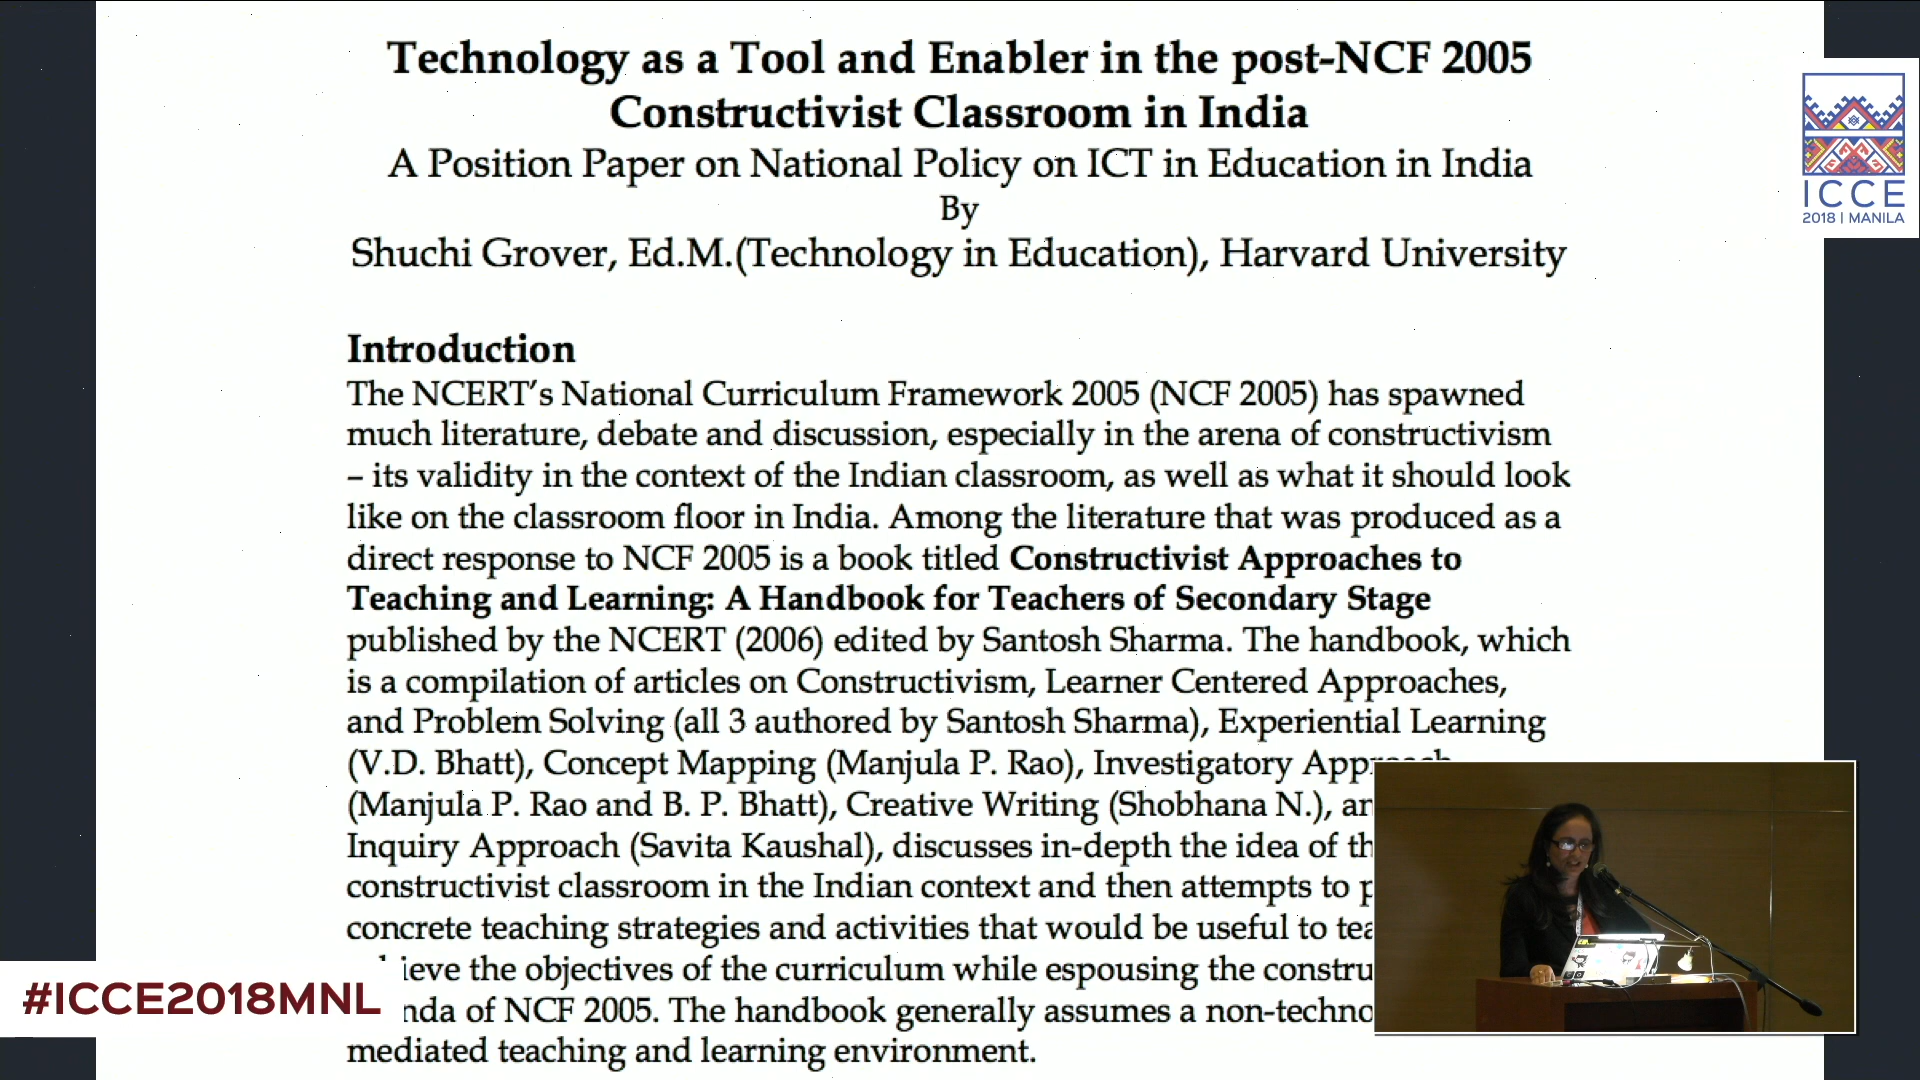 Technology as a Tool and Enabler in the post-NCF 2005
Constructivist Classroom in India
A Position Paper on National Policy on ICT in Education in India
By
Shuchi Grover, Ed.M.(Technology in Education), Harvard University
ICCE
2018 | MANILA
Introduction
The NCERT's National Curriculum Framework 2005 (NCF 2005) has spawned
much literature, debate and discussion, especially in the arena of constructivism
– its validity in the context of the Indian classroom, as well as what it should look
like on the classroom floor in India. Among the literature that was produced as a
direct response to NCF 2005 is a book titled Constructivist Approaches to
Teaching and Learning: A Handbook for Teachers of Secondary Stage
published by the NCERT (2006) edited by Santosh Sharma. The handbook, which
is a compilation of articles on Constructivism, Learner Centered Approaches,
and Problem Solving (all 3 authored by Santosh Sharma), Experiential Learning
(V.D. Bhatt), Concept Mapping (Manjula P. Rao), Investigatory Approach
(Manjula P. Rao and B. P. Bhatt), Creative Writing (Shobhana N.), an
Inquiry Approach (Savita Kaushal), discusses in-depth the idea of th
constructivist classroom in the Indian context and then attempts to p
concrete teaching strategies and activities that would be useful to tea
ieve the objectives of the curriculum while espousing the constru
nda of NCF 2005. The handbook generally assumes a non-techno
mediated teaching and learning environment.
#ICCE2018MNL